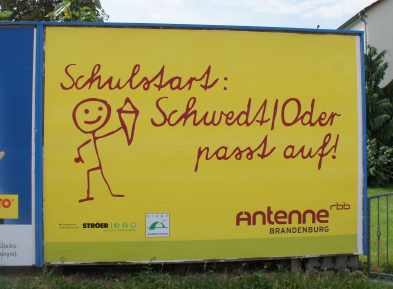 Schulstart:
Schwedt/Oder
passt auf!
STRÖER
Antenne rbb
BRANDENBURG